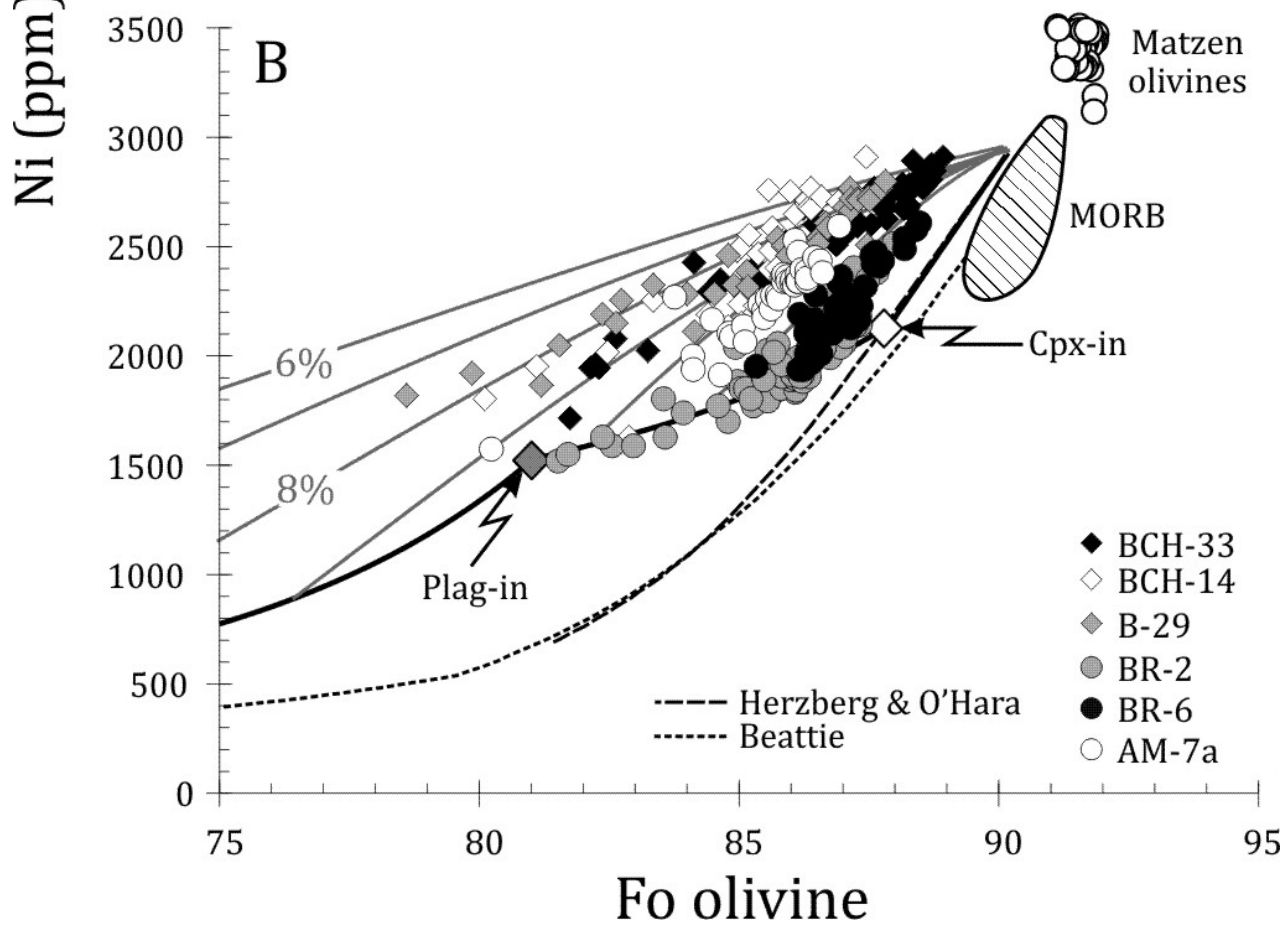 Ni (ppm)
3500
3000
2500
2000
1500
1000
500
0
B
Matzen
olivines
MORB
Cpx-in
6%
8%
Plag-in
BCH-33
BCH-14
B-29
BR-2
BR-6
AM-7a
Herzberg & O'Hara
Beattie
75
80
85
90
95
Fo olivine